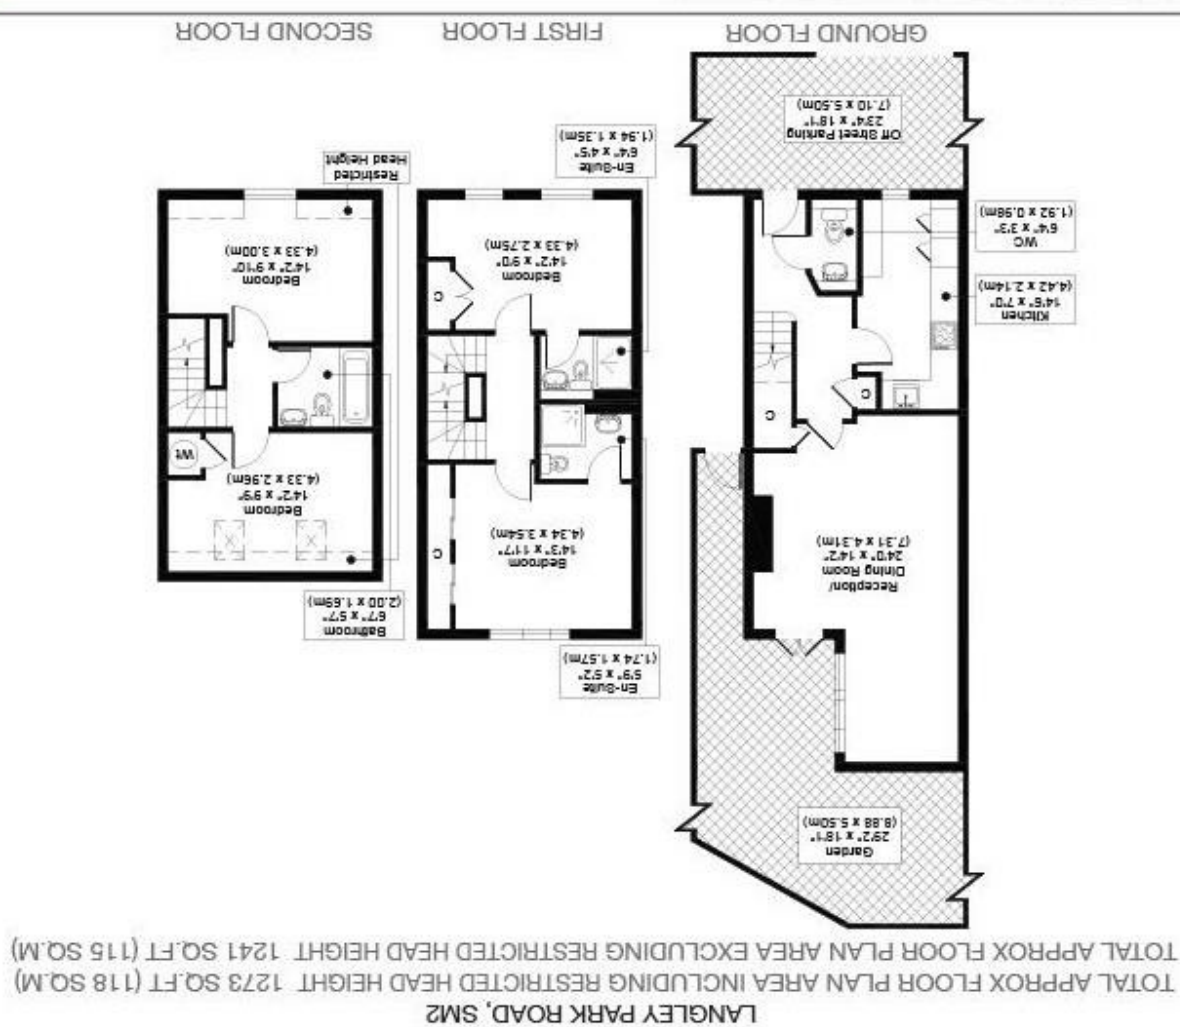 LANGLEY PARK ROAD, SM2
TOTAL APPROX FLOOR PLAN AREA INCLUDING RESTRICTED HEAD HEIGHT 1273 SQ.FT (118 SQ.M)
TOTAL APPROX FLOOR PLAN AREA EXCLUDING RESTRICTED HEAD HEIGHT 1241 SQ.FT (115 SQ.M)
Garden
29'2" x 18'1"
(8.88 x 5.50m)
Reception/
Dining Room
24'0" x 14'2"
(7.31 x 4.31m)
C
C
Kitchen
14'6" x 7'0"
(4.42 x 2.14m)
WC
6'4" x 3'3"
(1.92 x 0.98m)
Off Street Parking
23'4" x 18'1"
(7.10 x 5.50m)
GROUND FLOOR
En-Suite
5'9" x 5'2"
(1.74 x 1.57m)
Bedroom
14'3" x 11'7"
(4.34 x 3.54m)
C
Bedroom
14'2" x 9'0"
(4.33 x 2.75m)
C
En-Suite
6'4" x 4'5"
(1.94 x 1.35m)
FIRST FLOOR
Bathroom
6'7" x 5'7"
(2.00 x 1.69m)
Bedroom
14'2" x 9'9"
(4.33 x 2.96m)
Wt
Bedroom
14'2" x 9'10"
(4.33 x 3.00m)
Restricted
Head Height
SECOND FLOOR